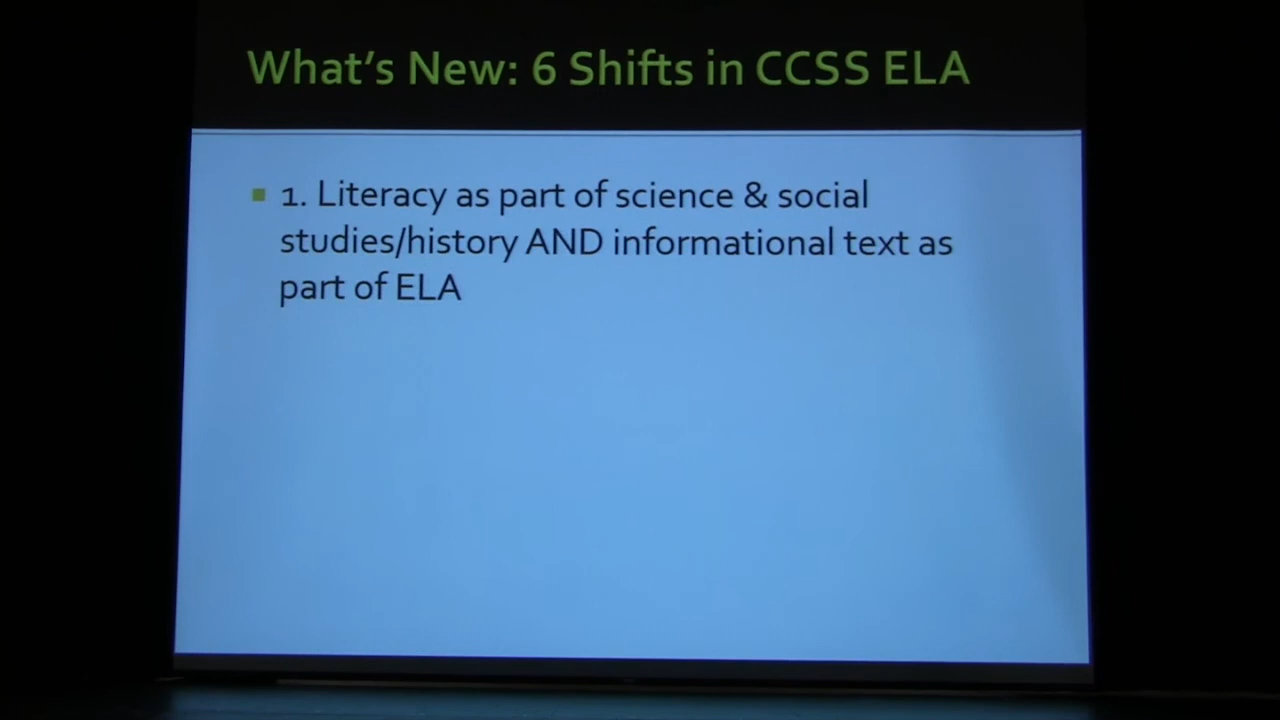 What's New: 6 Shifts in CCSS ELA
1. Literacy as part of science & social
studies/history AND informational text as
part of ELA